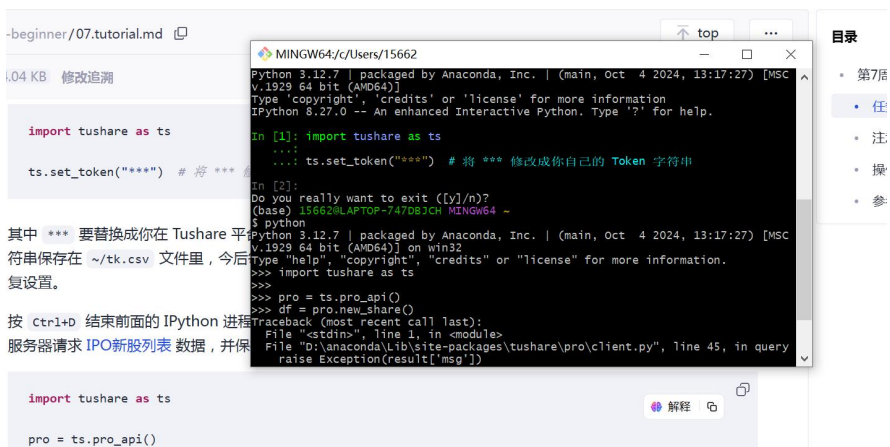 -beginner/07.tutorial.md
top
...
目录
4.04 KB 修改追溯
第7周
import tushare as ts
ts.set_token("***") # 将 ***
注
操
参
其中 *** 要替换成你在 Tushare 平
符串保存在 ~/tk.csv 文件里，今后
复设置。
按 Ctrl+D 结束前面的 IPython 进程
服务器请求 IPO新股列表 数据，并保
import tushare as ts
pro = ts.pro_api()
解释
MINGW64:/c/Users/15662
Python 3.12.7 | packaged by Anaconda, Inc. | (main, Oct  4 2024, 13:17:27) [MSC
v.1929 64 bit (AMD64)]
Type 'copyright', 'credits' or 'license' for more information
IPython 8.27.0 -- An enhanced Interactive Python. Type '?' for help.
In [1]: import tushare as ts
...:
...: ts.set_token("***")  # 将 *** 修改成你自己的 Token 字符串
In [2]:
Do you really want to exit ([y]/n)?
(base) 15662@LAPTOP-747DBJCH MINGW64 ~
$ python
Python 3.12.7 | packaged by Anaconda, Inc. | (main, Oct  4 2024, 13:17:27) [MSC
v.1929 64 bit (AMD64)] on win32
Type "help", "copyright", "credits" or "license" for more information.
>>> import tushare as ts
>>>
>>> pro = ts.pro_api()
>>> df = pro.new_share()
Traceback (most recent call last):
File "<stdin>", line 1, in <module>
File "D:\anaconda\Lib\site-packages\tushare\pro\client.py", line 45, in query
raise Exception(result['msg'])